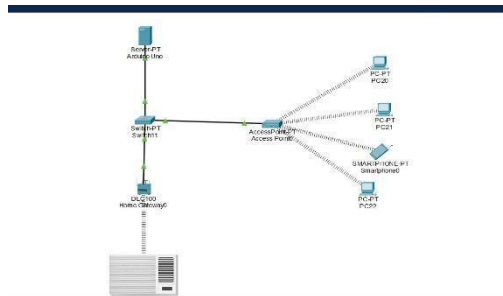 Server-PT
Arduino Uno
PC-PT
PC20
PC-PT
PC21
Switch-PT
Switch1
AccessPoint-PT
Access Point0
SMARTPHONE-PT
Smartphone0
DLC100
Home Gateway0
PC-PT
PC22